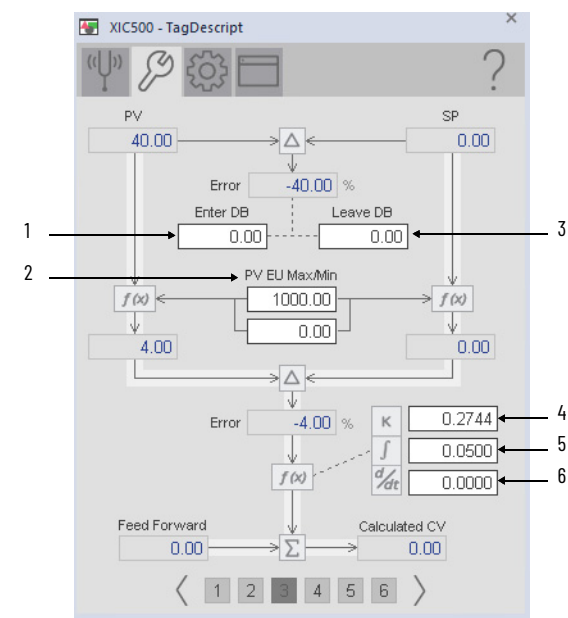 XIC500 - TagDescript
×
?
PV
SP
40.00
Δ
0.00
Error -40.00 %
Enter DB
Leave DB
1
0.00
0.00
3
2
PV EU Max/Min
f(x)
1000.00
f(x)
0.00
4.00
0.00
Δ
Error -4.00 %
K 0.2744
4
∫ 0.0500
5
f(x)
d/dt 0.0000
6
Feed Forward
Calculated CV
0.00
Σ
0.00
1 2 3 4 5 6